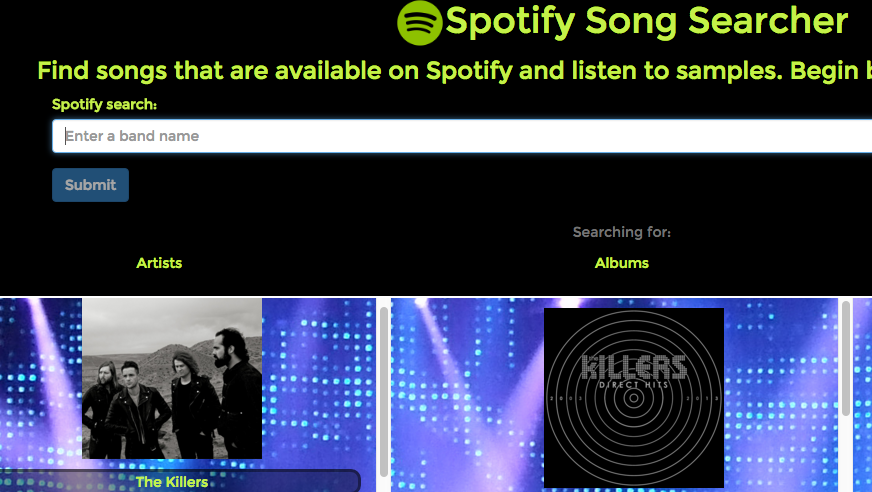 Spotify Song Searcher
Find songs that are available on Spotify and listen to samples. Begin b
Spotify search:
Enter a band name
Submit
Searching for:
Artists
Albums
KILLERS
DIRECT HITS
2003 2013
The Killers